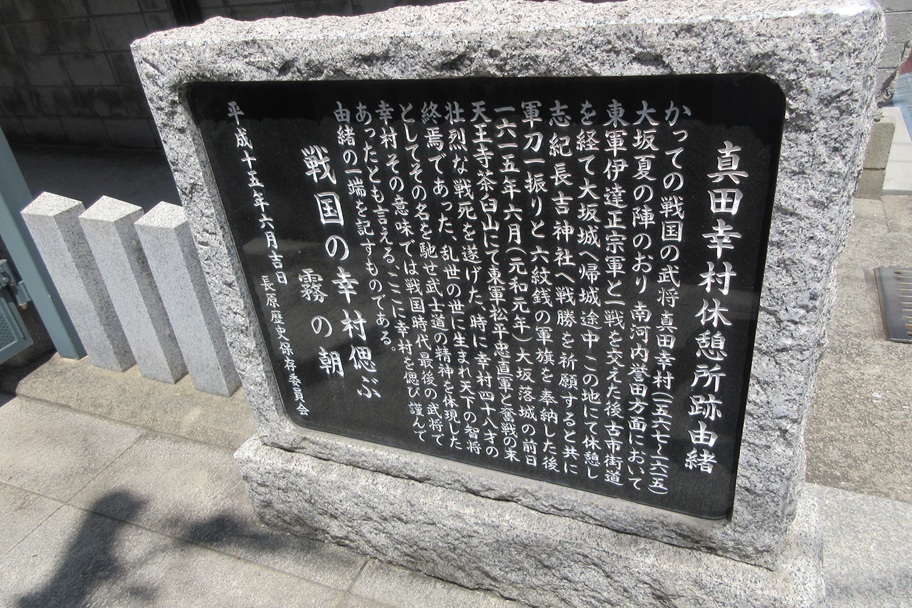 真田幸村休憩所跡由緒
かつての戦国の武将 真田幸村(一五六七～一六一五)
大坂夏の陣のおり 南河内誉田方面において
東軍伊達正宗軍と一戦を交えた後古市街道
を経て大坂城へ帰城途中 この地にて休憩し
志紀長吉神社へ戦勝を祈願すると共に
軍刀一振りと六紋銭の軍旗を奉納した後
一六一五年六月(元和元年)大坂落城の前日
天王寺茶臼山にて東軍松平忠直軍と奮戦の末
壮烈な戦死を遂げた 時に幸村四十八才の
終焉であった、乱世の世に生まれ天下の智将
としてその名を馳せ武士道の精神を体現した
幸村 その意味では戦国時代最後の武将で
あったとも言える、ここに幸村を偲び 謹んで
由緒の一端を記すものである。
戦国の幸村偲ぶ
霧の朝
平成十五年六月吉日
長原歴史保存委員会